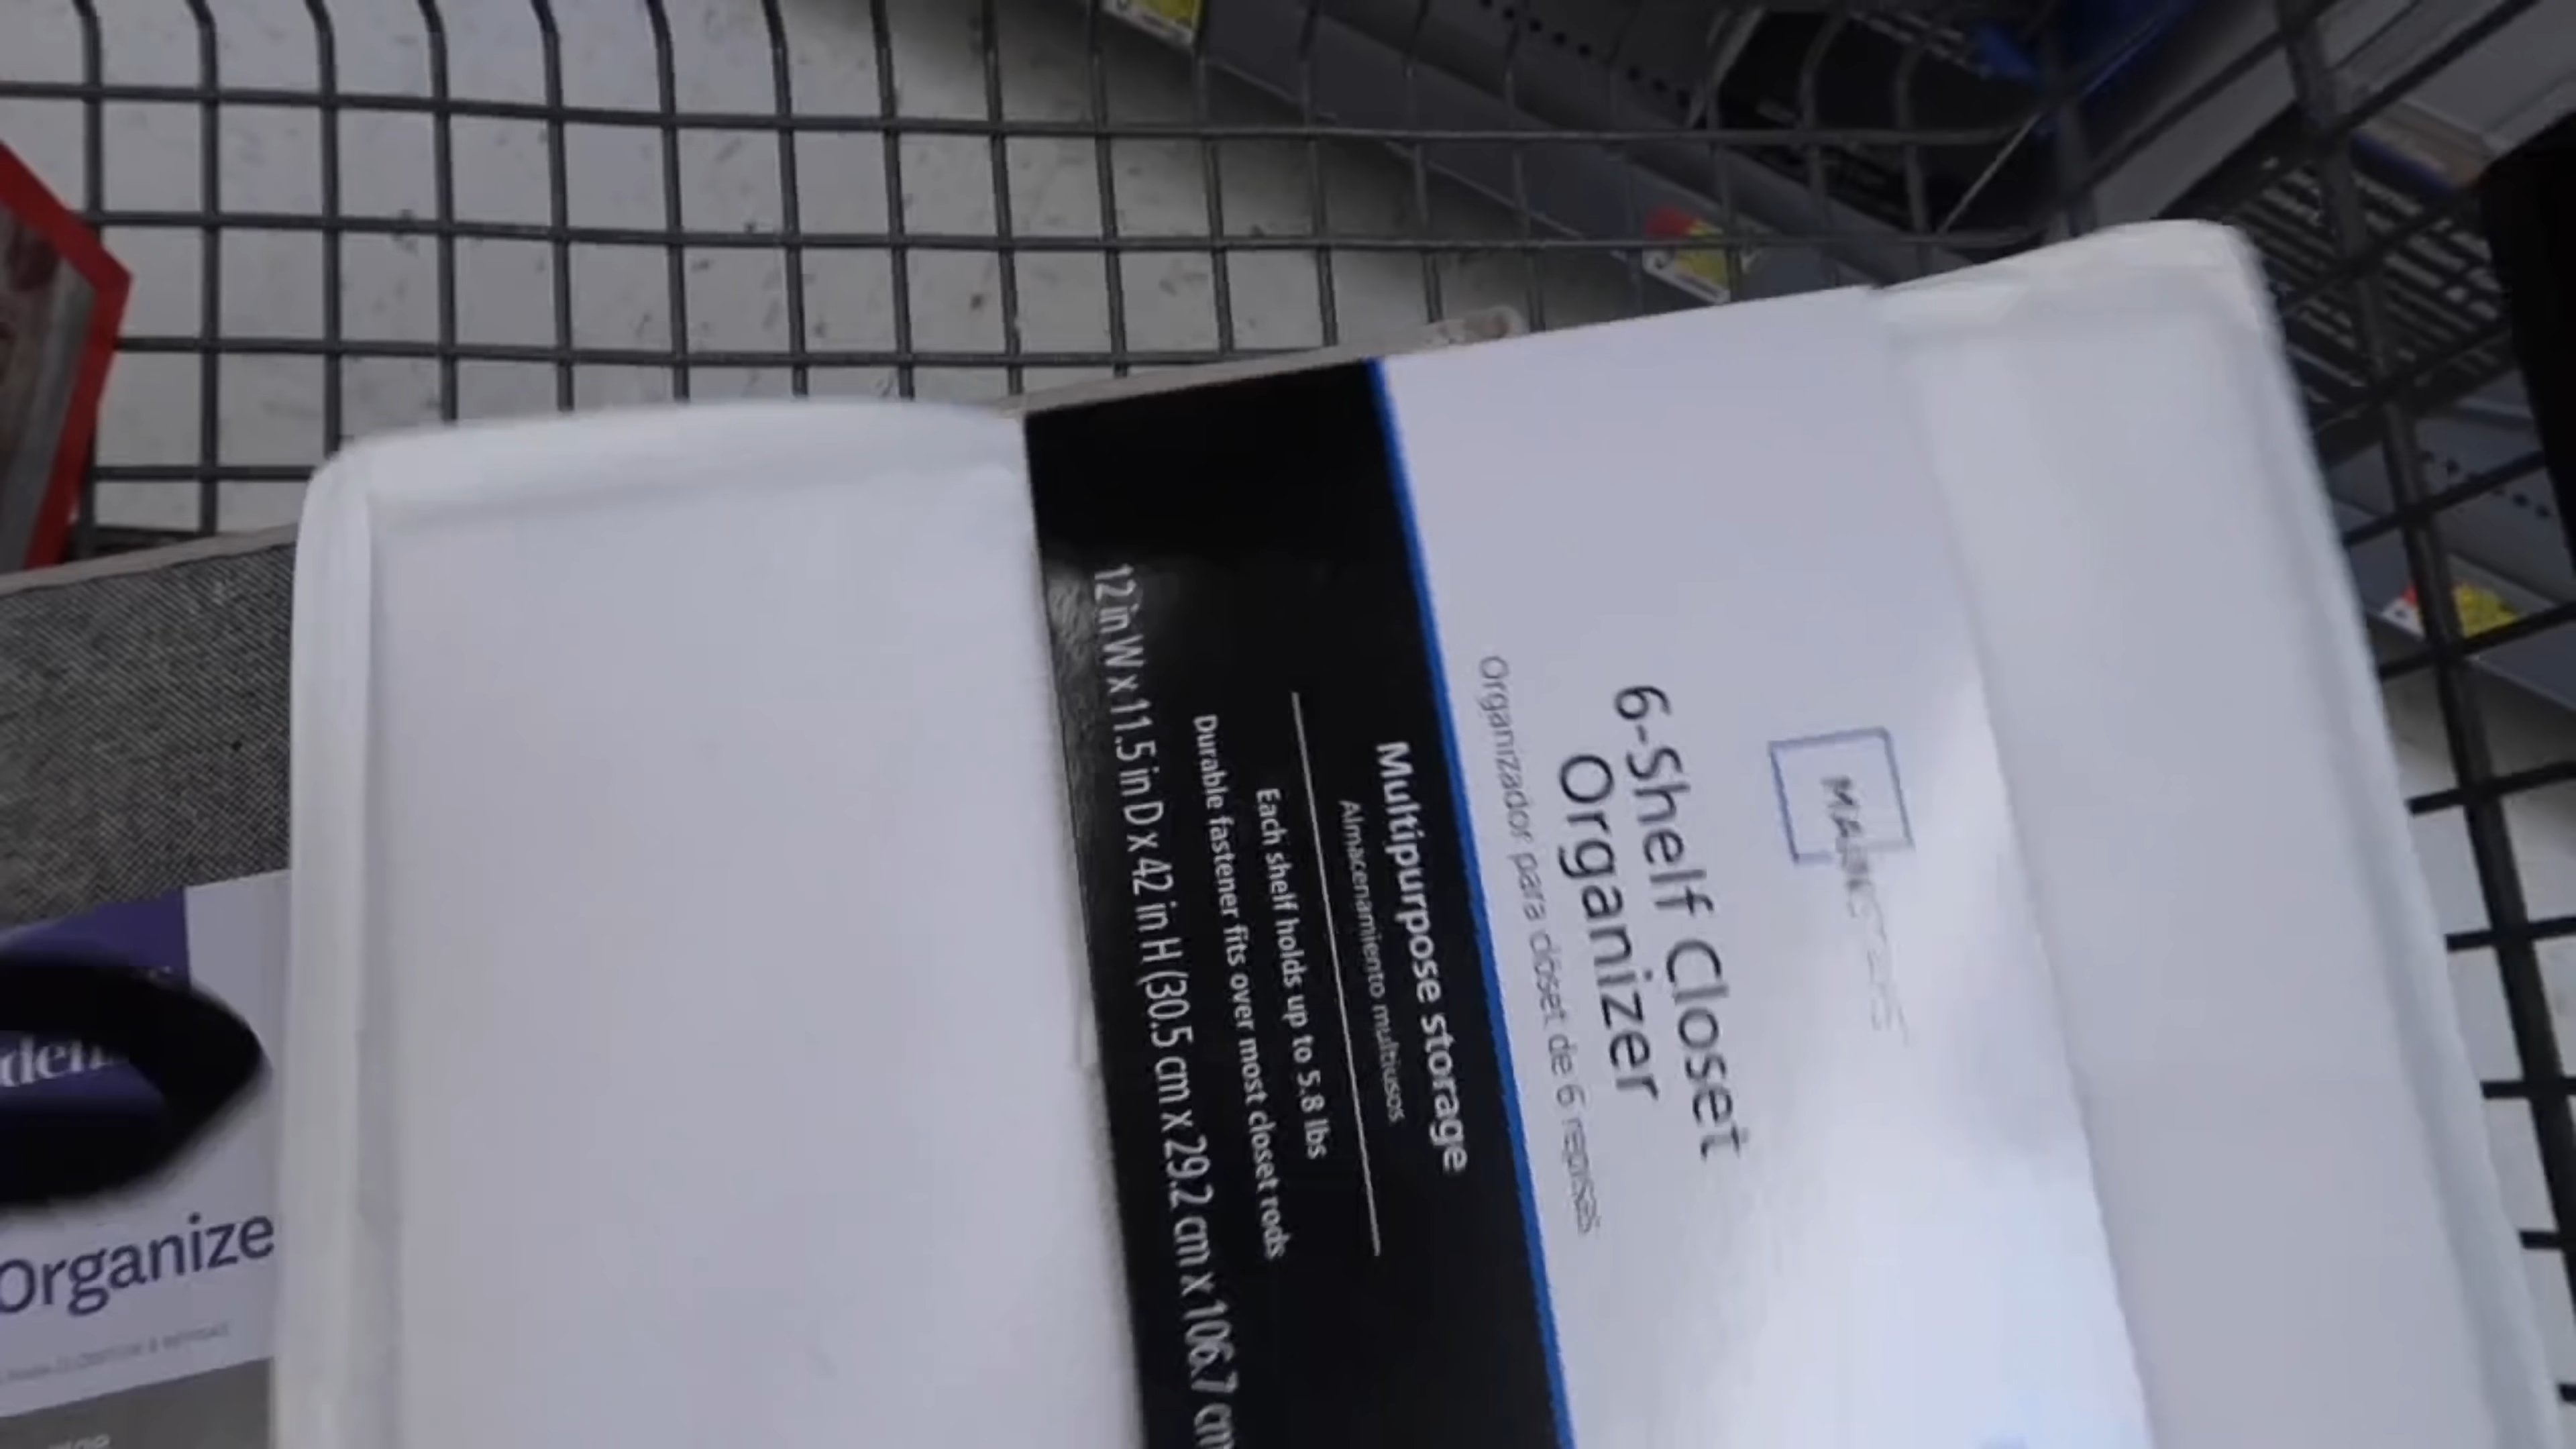 MAINSTAYS
6-Shelf Closet
Organizer
Organizador para clóset de 6 repisas
Multipurpose storage
Almacenamiento multiusos
Each shelf holds up to 5.8 lbs
Durable fastener fits over most closet rods
12 in W x 11.5 in D x 42 in H (30.5 cm x 29.2 cm x 106.7 cm
Organize